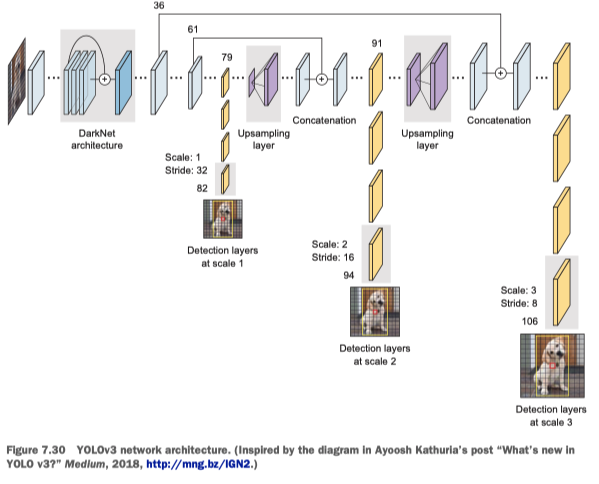 36
61
79
91
DarkNet
architecture
Upsampling
layer
Concatenation
Upsampling
layer
Concatenation
Scale: 1
Stride: 32
82
Detection layers
at scale 1
Scale: 2
Stride: 16
94
Detection layers
at scale 2
Scale: 3
Stride: 8
106
Detection layers
at scale 3
Figure 7.30 YOLOv3 network architecture. (Inspired by the diagram in Ayoosh Kathuria’s post “What’s new in
YOLO v3?” Medium, 2018, http://mng.bz/lGN2.)